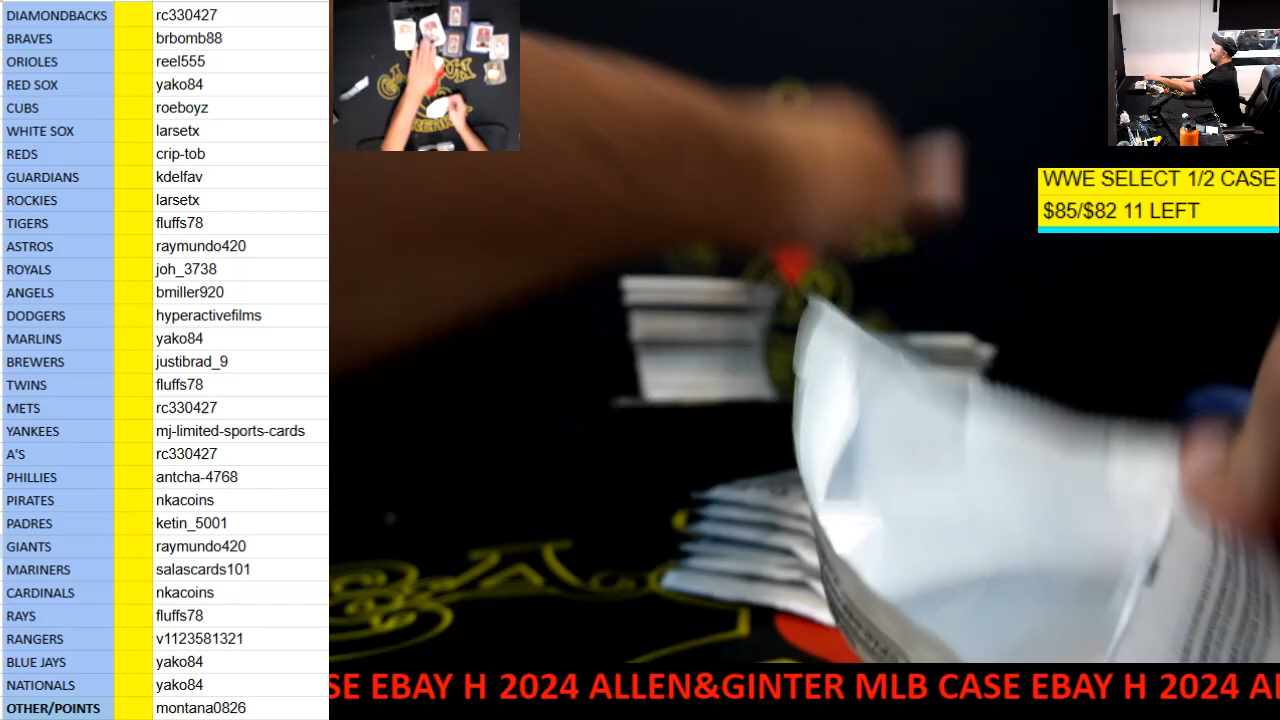 DIAMONDBACKS rc330427
BRAVES brbomb88
ORIOLES reel555
RED SOX yako84
CUBS roeboyz
WHITE SOX larsetx
REDS crip-tob
GUARDIANS kdelfav
ROCKIES larsetx
TIGERS fluffs78
ASTROS raymundo420
ROYALS joh_3738
ANGELS bmiller920
DODGERS hyperactivefilms
MARLINS yako84
BREWERS justibrad_9
TWINS fluffs78
METS rc330427
YANKEES mj-limited-sports-cards
A'S rc330427
PHILLIES antcha-4768
PIRATES nkacoins
PADRES ketin_5001
GIANTS raymundo420
MARINERS salascards101
CARDINALS nkacoins
RAYS fluffs78
RANGERS v1123581321
BLUE JAYS yako84
NATIONALS yako84
OTHER/POINTS montana0826
WWE SELECT 1/2 CASE
$85/$82 11 LEFT
SE EBAY H 2024 ALLEN&GINTER MLB CASE EBAY H 2024 AL